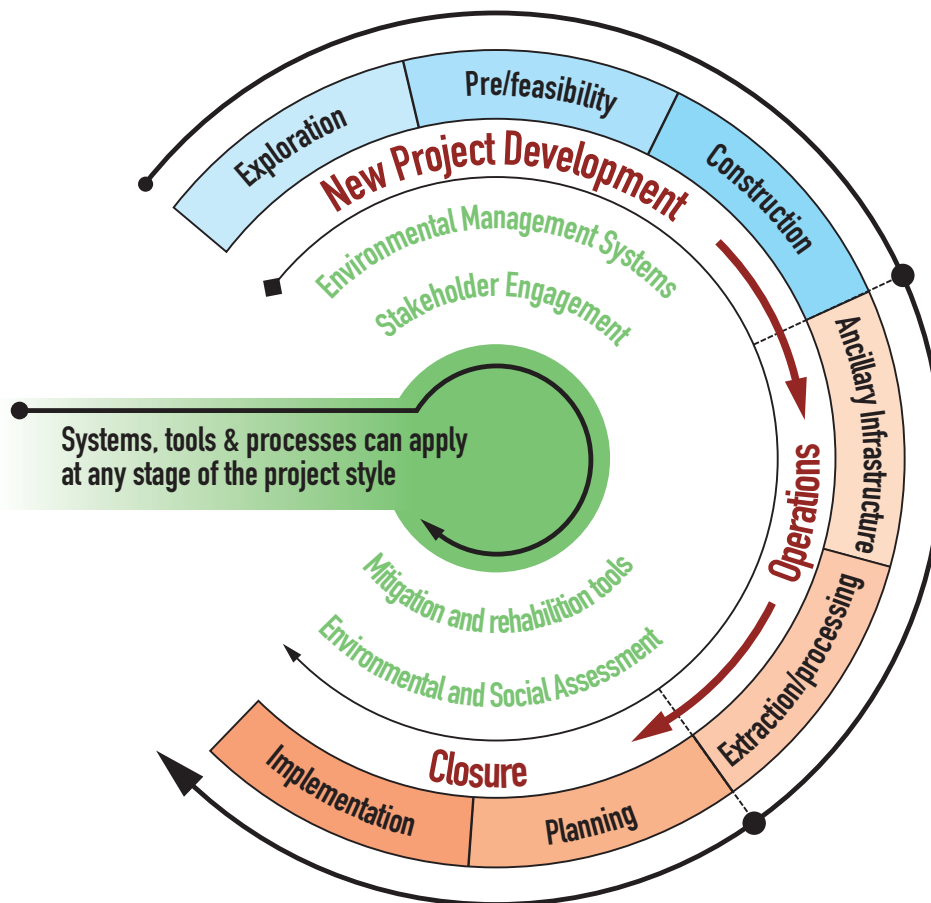 Exploration
Pre/feasibility
Construction
New Project Development
Environmental Management Systems
Stakeholder Engagement
Systems, tools & processes can apply
at any stage of the project style
Ancillary Infrastructure
Operations
Extraction/processing
Mitigation and rehabilition tools
Environmental and Social Assessment
Closure
Planning
Implementation